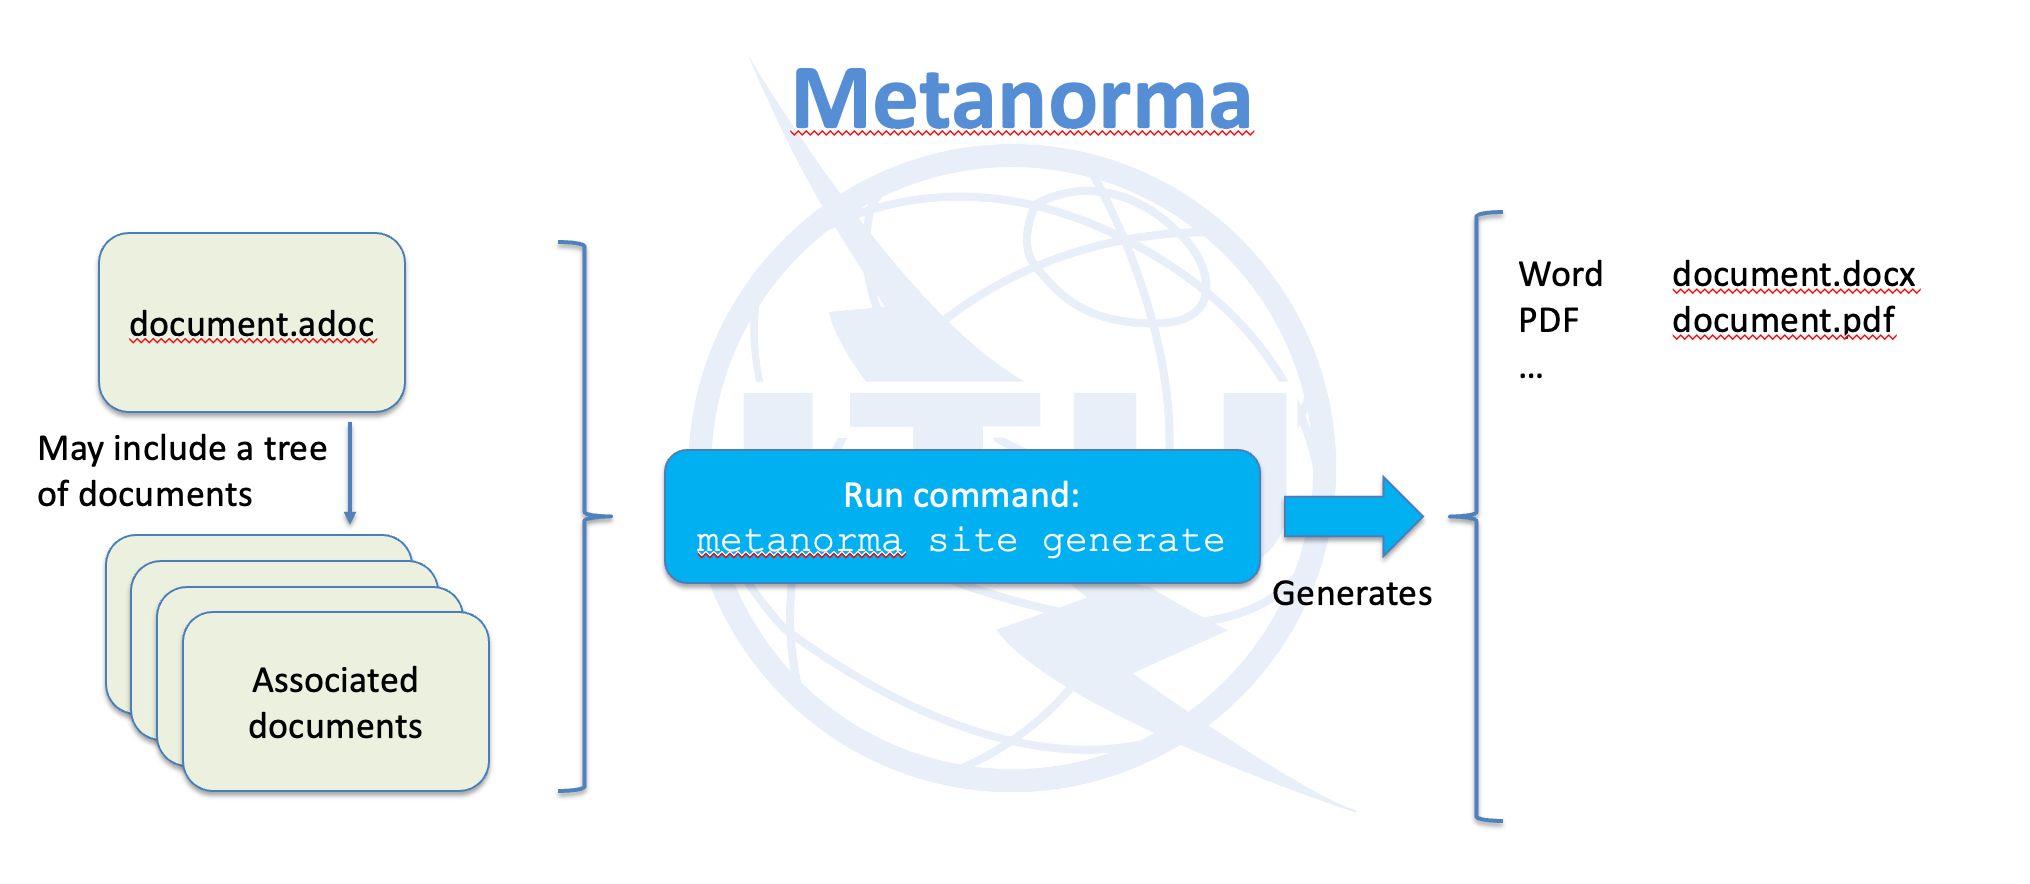 Metanorma
document.adoc
May include a tree
of documents
Associated
documents
Run command:
metanorma site generate
Generates
Word document.docx
PDF document.pdf
...
ITU